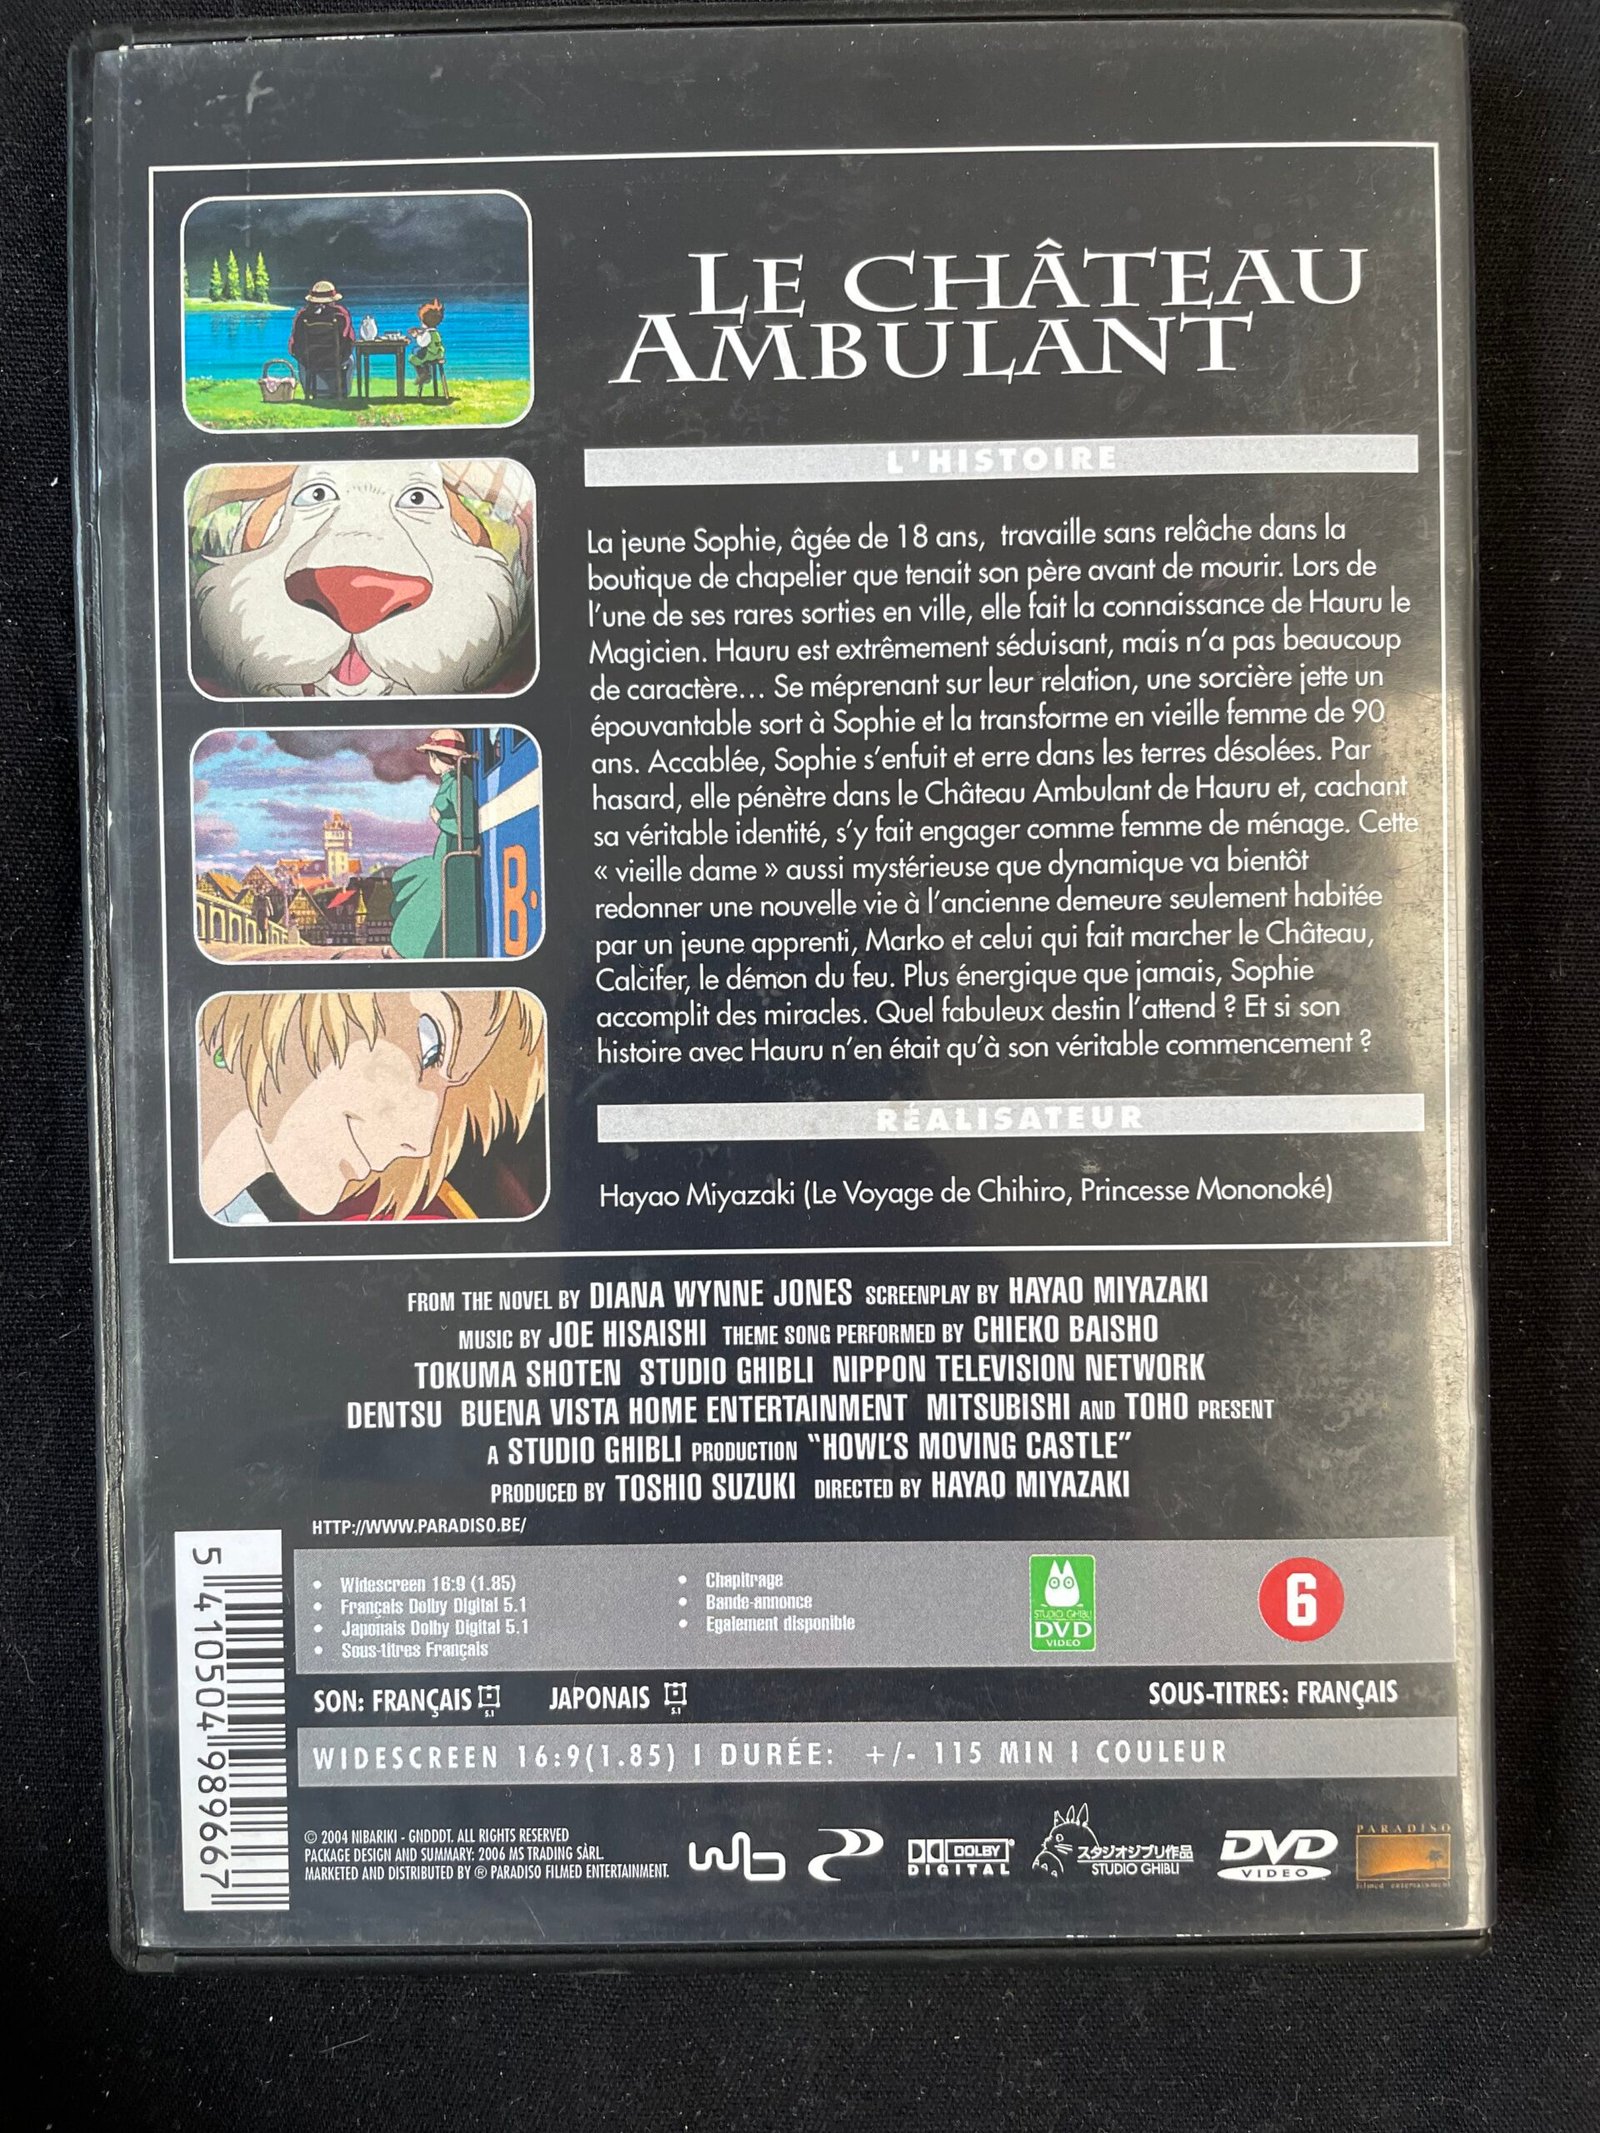 LE CHÂTEAU
AMBULANT
L'HISTOIRE
La jeune Sophie, âgée de 18 ans, travaille sans relâche dans la
boutique de chapelier que tenait son père avant de mourir. Lors de
l'une de ses rares sorties en ville, elle fait la connaissance de Hauru le
Magicien. Hauru est extrêmement séduisant, mais n'a pas beaucoup
de caractère... Se méprenant sur leur relation, une sorcière jette un
épouvantable sort à Sophie et la transforme en vieille femme de 90
ans. Accablée, Sophie s'enfuit et erre dans les terres désolées. Par
hasard, elle pénètre dans le Château Ambulant de Hauru et, cachant
sa véritable identité, s'y fait engager comme femme de ménage. Cette
« vieille dame » aussi mystérieuse que dynamique va bientôt
redonner une nouvelle vie à l'ancienne demeure seulement habitée
par un jeune apprenti, Marko et celui qui fait marcher le Château,
Calcifer, le démon du feu. Plus énergique que jamais, Sophie
accomplit des miracles. Quel fabuleux destin l'attend ? Et si son
histoire avec Hauru n'en était qu'à son véritable commencement ?
B.
RÉALISATEUR
Hayao Miyazaki (Le Voyage de Chihiro, Princesse Mononoké)
FROM THE NOVEL BY DIANA WYNNE JONES SCREENPLAY BY HAYAO MIYAZAKI
MUSIC BY JOE HISAISHI THEME SONG PERFORMED BY CHIEKO BAISHO
TOKUMA SHOTEN STUDIO GHIBLI NIPPON TELEVISION NETWORK
DENTSU BUENA VISTA HOME ENTERTAINMENT MITSUBISHI AND TOHO PRESENT
A STUDIO GHIBLI PRODUCTION "HOWL'S MOVING CASTLE"
PRODUCED BY TOSHIO SUZUKI DIRECTED BY HAYAO MIYAZAKI
HTTP://WWW.PARADISO.BE/
• Widescreen 16:9 (1.85)
• Français Dolby Digital 5.1
• Japonais Dolby Digital 5.1
• Sous-titres Français
• Chapitrage
• Bande-annonce
• Egalement disponible
STUDIO GHIBLI
DVD
VIDEO
6
SON: FRANÇAIS 5.1 JAPONAIS 5.1 SOUS-TITRES: FRANÇAIS
WIDESCREEN 16:9(1.85) I DURÉE: +/- 115 MIN I COULEUR
5 410504 989667
© 2004 NIBARIKI - GNDDDT. ALL RIGHTS RESERVED
PACKAGE DESIGN AND SUMMARY: 2006 MS TRADING SÀRL.
MARKETED AND DISTRIBUTED BY ® PARADISO FILMED ENTERTAINMENT.
wb
DOLBY
DIGITAL
スタジオジブリ作品
STUDIO GHIBLI
DVD
VIDEO
PARADISO
filmed entertainment